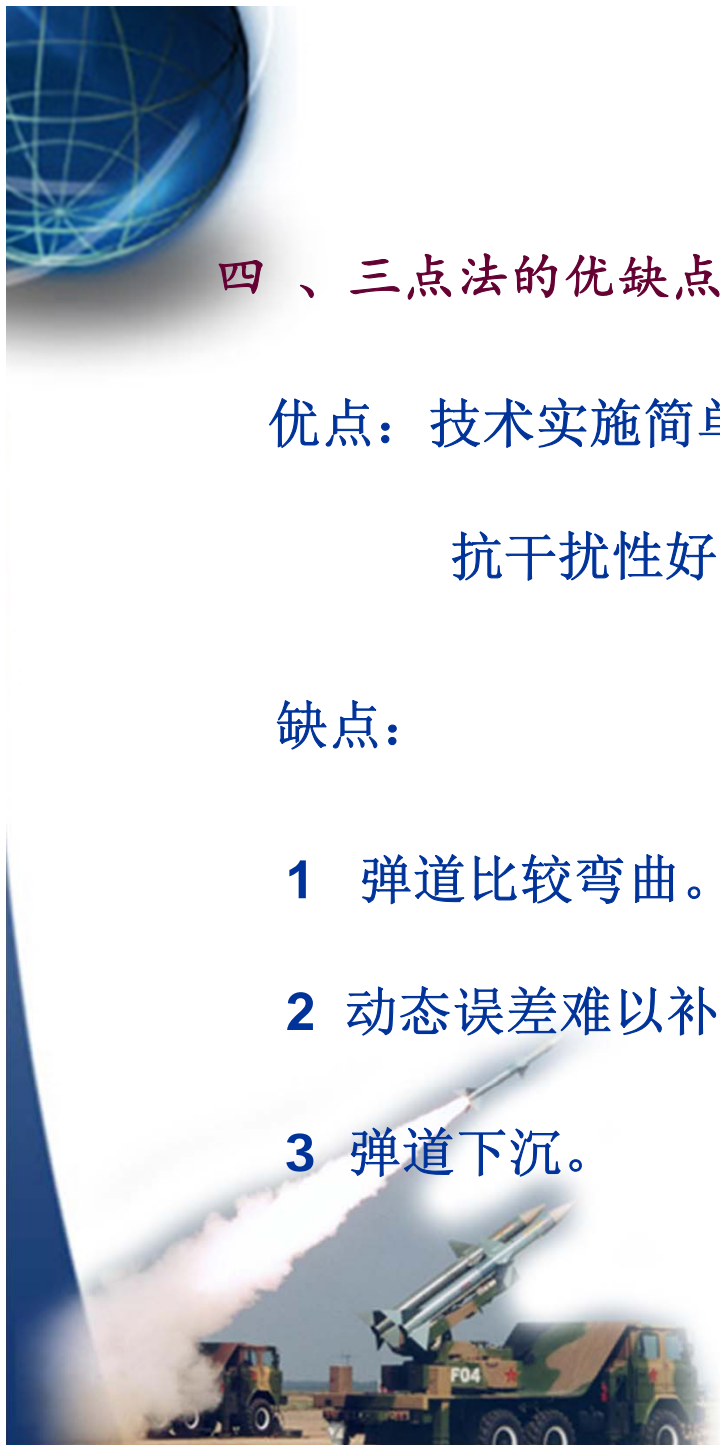 四 、三点法的优缺点
优点：技术实施简单
抗干扰性好
缺点：
1 弹道比较弯曲。
2 动态误差难以补
3 弹道下沉。
F04